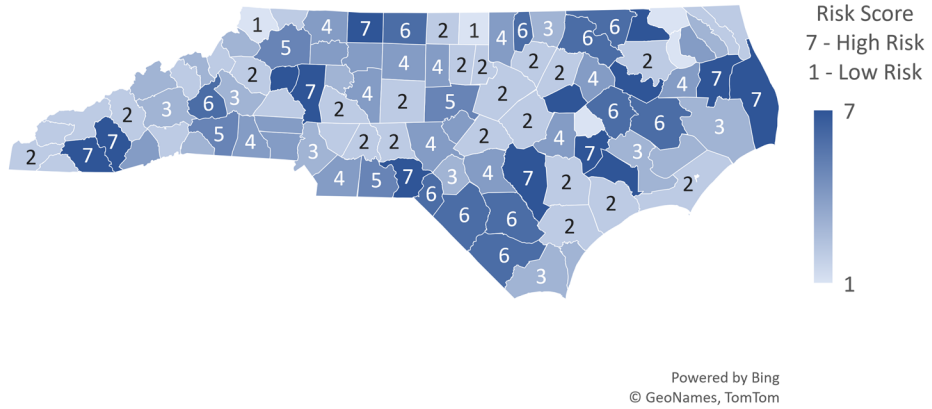 Risk Score
7 - High Risk
1 - Low Risk
7
1
1 4 7 6 2 1 4 6 3 6 6
5
2 4 4 2 2 2 2 4 2 4 7 7
2 3 6 3 7 2 4 2 5 2 6 6 3
2 7 7 5 4 3 2 2 4 2 2 4 7 3
4 5 7 6 3 4 7 2 2 2
6 6 2
6 3
Powered by Bing
© GeoNames, TomTom